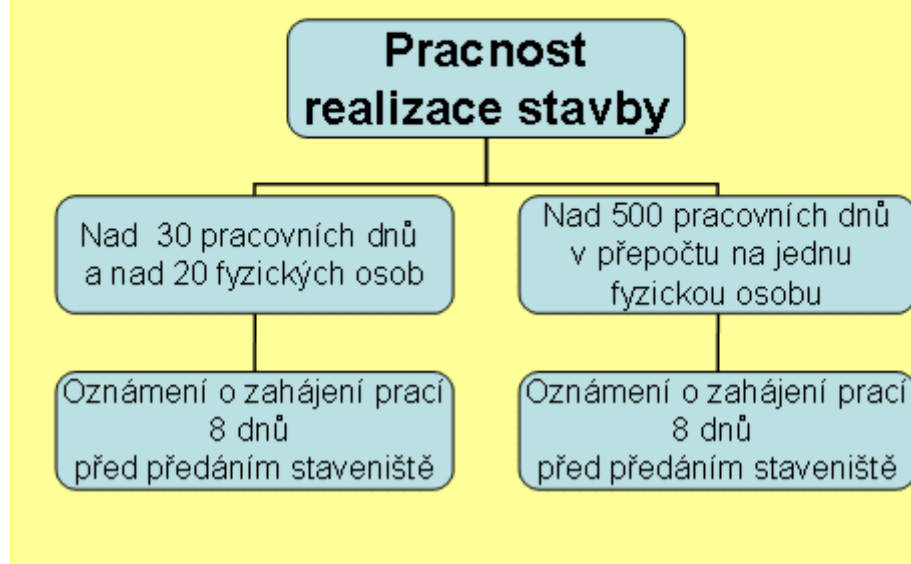 Pracnost
realizace stavby
Nad 30 pracovních dnů
a nad 20 fyzických osob
Nad 500 pracovních dnů
v přepočtu na jednu
fyzickou osobu
Oznámení o zahájení prací
8 dnů
před předáním staveniště
Oznámení o zahájení prací
8 dnů
před předáním staveniště